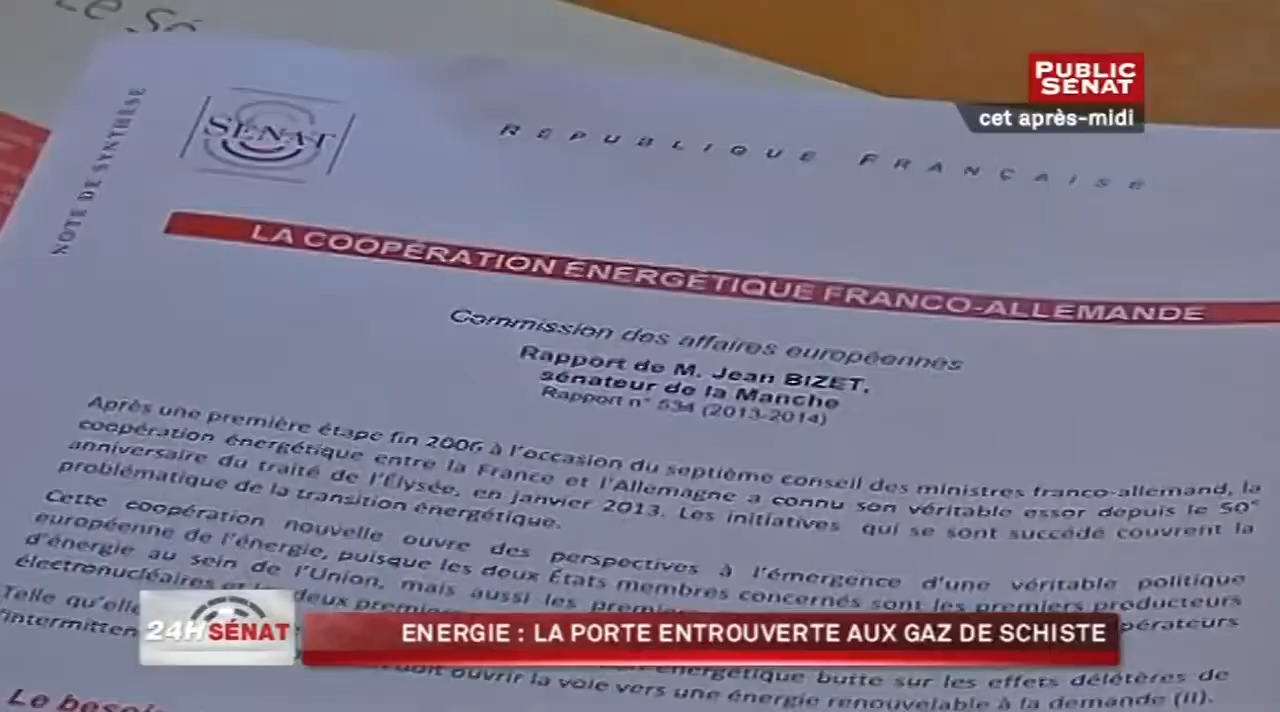 Le Sé
PUBLIC
SÉNAT
cet après-midi
NOTE DE SYNTHÈSE
SÉNAT
RÉPUBLIQUE FRANÇAISE
LA COOPÉRATION ÉNERGÉTIQUE FRANCO-ALLEMANDE
Commission des affaires européennes
Rapport de M. Jean BIZET,
sénateur de la Manche
Rapport n° 534 (2013-2014)
Après une première étape fin 2006 à l'occasion du septième conseil des ministres franco-allemand, la
coopération énergétique entre la France et l'Allemagne a connu son véritable essor depuis le 50e
anniversaire du traité de l'Élysée, en janvier 2013. Les initiatives qui se sont succédé couvrent la
problématique de la transition énergétique.
Cette coopération nouvelle ouvre des perspectives à l'émergence d'une véritable politique
européenne de l'énergie, puisque les deux États membres concernés sont les premiers producteurs
d'énergie au sein de l'Union, mais aussi les premiers opérateurs
électronucléaires et deux premie
Telle qu'elle énergétique butte sur les effets délétères de
l'intermitten doit ouvrir la voie vers une énergie renouvelable à la demande (II).
Le besoi
24H SÉNAT
ENERGIE : LA PORTE ENTROUVERTE AUX GAZ DE SCHISTE